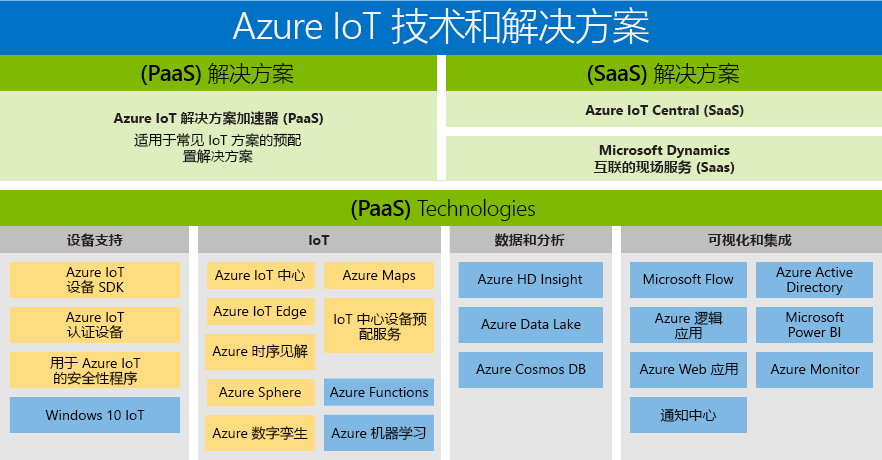 Azure IoT 技术和解决方案
(PaaS) 解决方案
Azure IoT 解决方案加速器 (PaaS)
适用于常见 IoT 方案的预配
置解决方案
(SaaS) 解决方案
Azure IoT Central (SaaS)
Microsoft Dynamics
互联的现场服务 (Saas)
(PaaS) Technologies
设备支持
Azure IoT
设备 SDK
Azure IoT
认证设备
用于 Azure IoT
的安全性程序
Windows 10 IoT
IoT
Azure IoT 中心
Azure Maps
Azure IoT Edge
IoT 中心设备预
配服务
Azure 时序见解
Azure Sphere
Azure Functions
Azure 数字孪生
Azure 机器学习
数据和分析
Azure HD Insight
Azure Data Lake
Azure Cosmos DB
可视化和集成
Microsoft Flow
Azure Active
Directory
Azure 逻辑
应用
Microsoft
Power BI
Azure Web 应用
Azure Monitor
通知中心